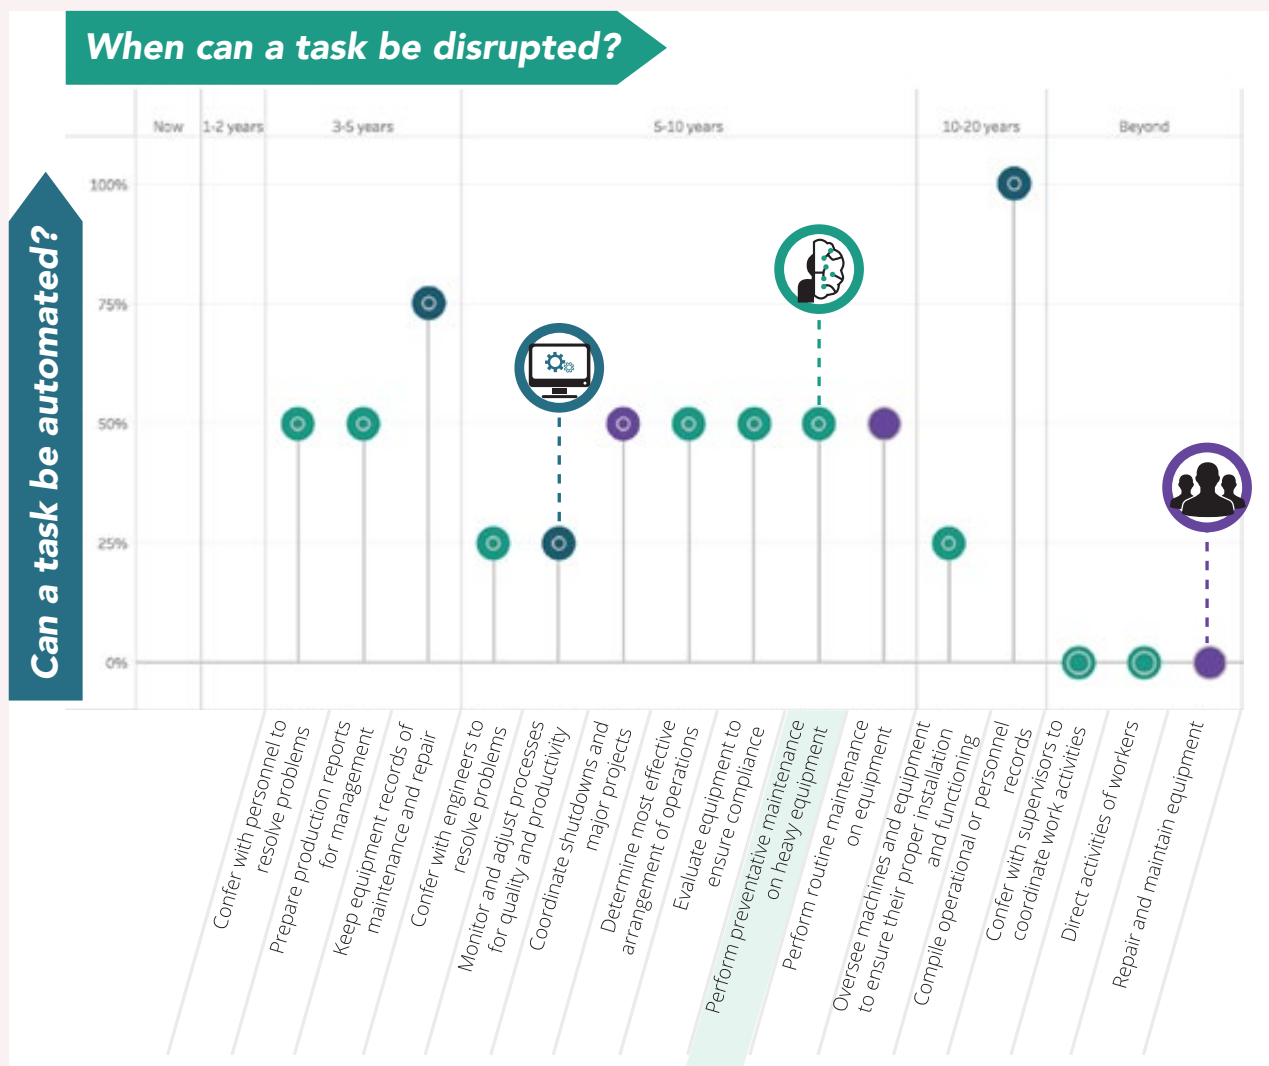 When can a task be disrupted?
Now
1-2 years
3-5 years
5-10 years
10-20 years
Beyond
Can a task be automated?
100%
75%
50%
25%
0%
Confer with personnel to
resolve problems
Prepare production reports
for management
Keep equipment records of
maintenance and repair
Confer with engineers to
resolve problems
Monitor and adjust processes
for quality and productivity
Coordinate shutdowns and
major projects
Determine most effective
arrangement of operations
Evaluate equipment to
ensure compliance
Perform preventative maintenance
on heavy equipment
Perform routine maintenance
on equipment
Oversee machines and equipment
to ensure their proper installation
and functioning
Compile operational or personnel
records
Confer with supervisors to
coordinate work activities
Direct activities of workers
Repair and maintain equipment